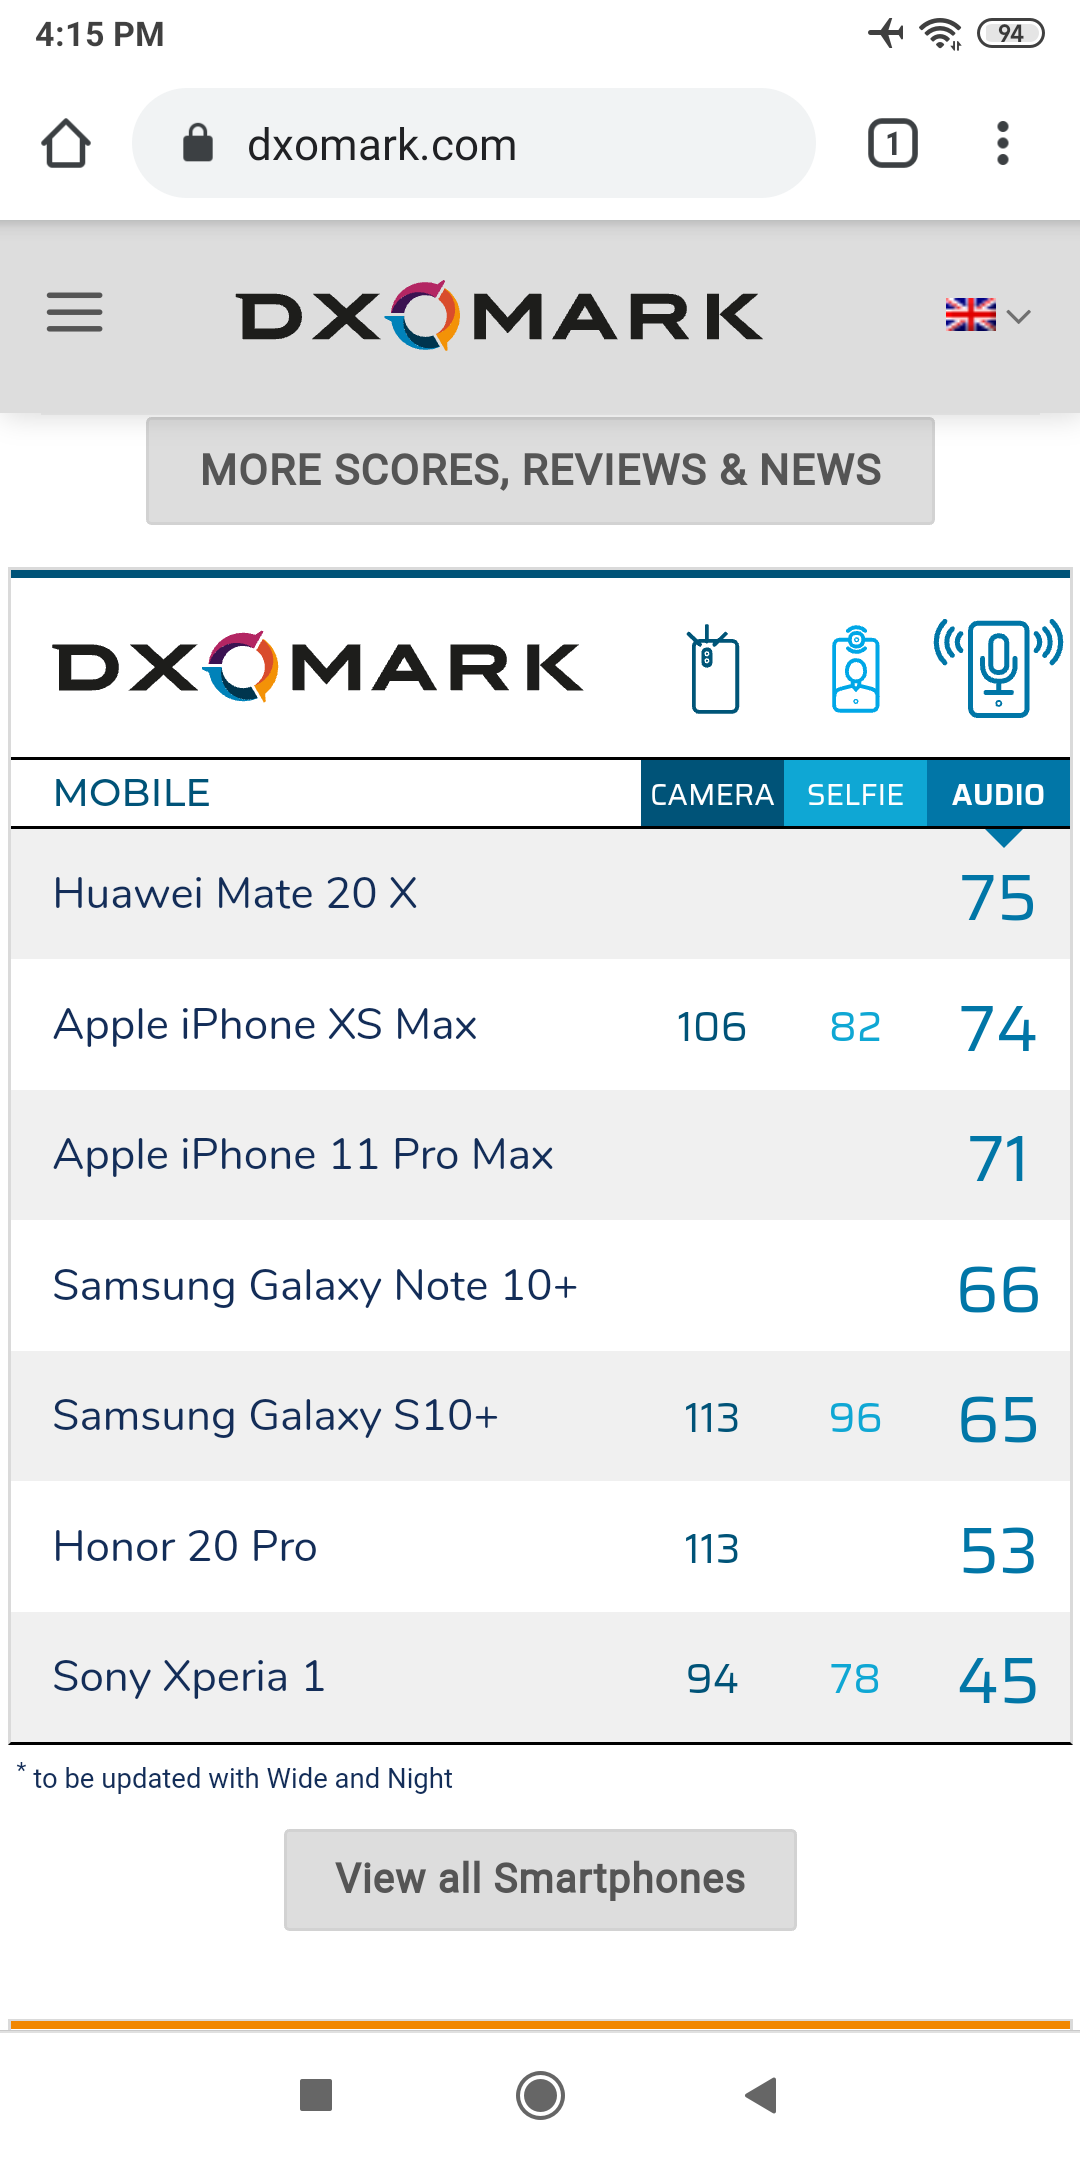 4:15 PM
94
dxomark.com
1
DXOMARK
MORE SCORES, REVIEWS & NEWS
DXOMARK
MOBILE CAMERA SELFIE AUDIO
Huawei Mate 20 X 75
Apple iPhone XS Max 106 82 74
Apple iPhone 11 Pro Max 71
Samsung Galaxy Note 10+ 66
Samsung Galaxy S10+ 113 96 65
Honor 20 Pro 113 53
Sony Xperia 1 94 78 45
* to be updated with Wide and Night
View all Smartphones